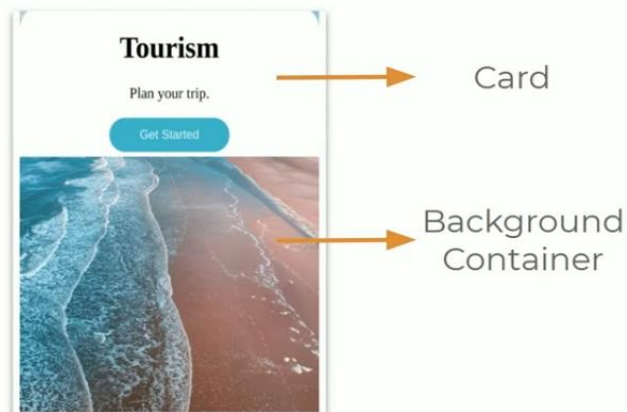 Tourism
Card
Plan your trip.
Get Started
Background
Container